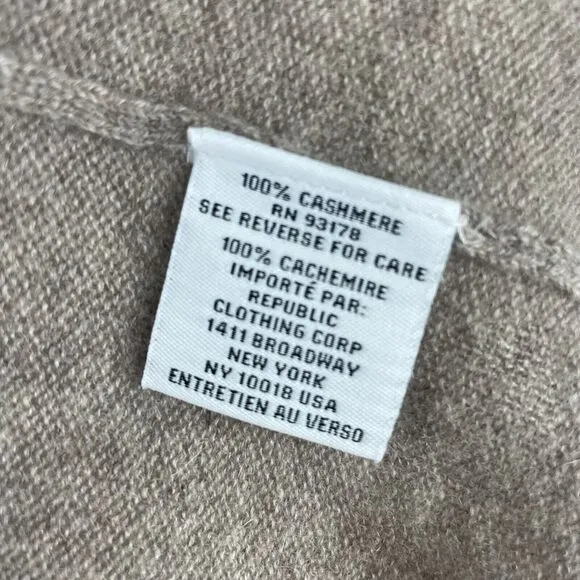 100% CASHMERE
RN 93178
SEE REVERSE FOR CARE
100% CACHEMIRE
IMPORTÉ PAR:
REPUBLIC
CLOTHING CORP
1411 BROADWAY
NEW YORK
NY 10018 USA
ENTRETIEN AU VERSO